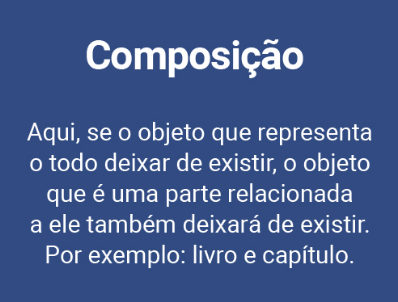 Composição
Aqui, se o objeto que representa
o todo deixar de existir, o objeto
que é uma parte relacionada
a ele também deixará de existir.
Por exemplo: livro e capítulo.